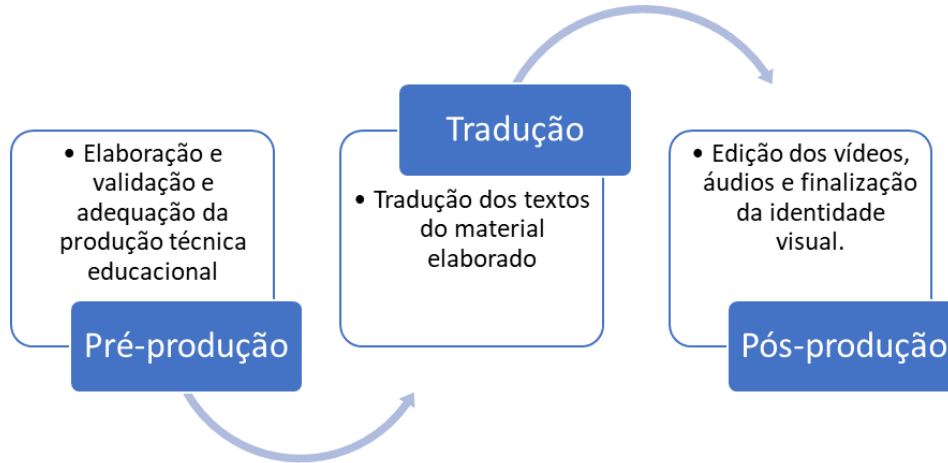 • Elaboração e
validação e
adequação da
produção técnica
educacional
Pré-produção
Tradução
• Tradução dos textos
do material
elaborado
• Edição dos vídeos,
áudios e finalização
da identidade
visual.
Pós-produção